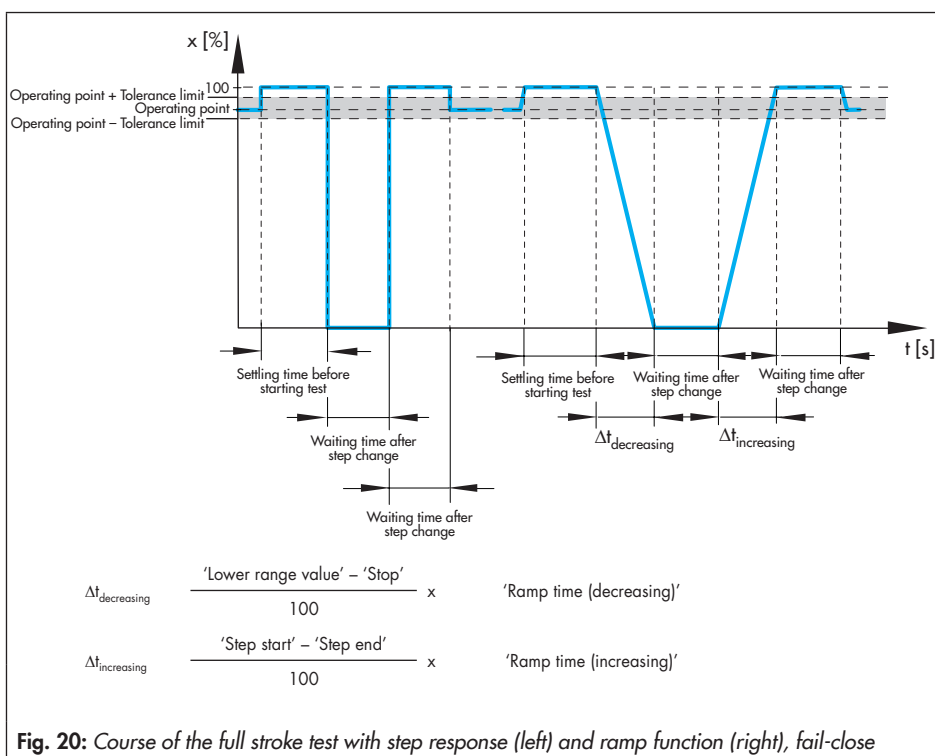 x [%]
100
Operating point + Tolerance limit
Operating point
Operating point – Tolerance limit
t [s]
Settling time before
starting test
Waiting time after
step change
Waiting time after
step change
Settling time before
starting test
Waiting time after
step change
Waiting time after
step change
Δtdecreasing
Δtincreasing
Δtdecreasing ‘Lower range value’ – ‘Stop’ / 100 x ‘Ramp time (decreasing)’
Δtincreasing ‘Step start’ – ‘Step end’ / 100 x ‘Ramp time (increasing)’
Fig. 20: Course of the full stroke test with step response (left) and ramp function (right), fail-close